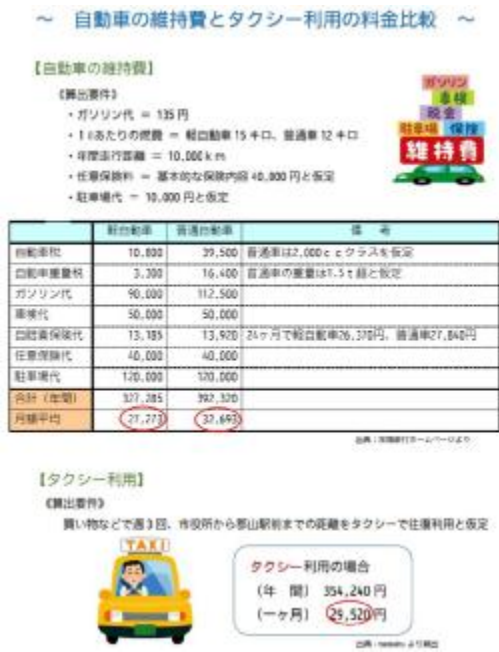 ～ 自動車の維持費とタクシー利用の料金比較 ～
【自動車の維持費】
《算出要件》
・ガソリン代 ＝ 135円
・1ℓあたりの燃費 ＝ 軽自動車15キロ、普通車12キロ
・年間走行距離 ＝ 10,000km
・任意保険料 ＝ 基本的な保険内容40,000円と仮定
・駐車場代 ＝ 10,000円と仮定
ガソリン
車検
税金
駐車場 保険
維持費
軽自動車 普通自動車 備 考
自動車税 10,800 39,500 普通車は2,000ccクラスを仮定
自動車重量税 3,300 16,400 普通車の重量は1.5t超と仮定
ガソリン代 90,000 112,500
車検代 50,000 50,000
自賠責保険代 13,185 13,920 24ヶ月で軽自動車26,370円、普通車27,840円
任意保険代 40,000 40,000
駐車場代 120,000 120,000
合計（年間） 327,285 392,320
月額平均 27,273 32,693
ホームページより
【タクシー利用】
《算出要件》
買い物などで週3回、市役所から郡山駅前までの距離をタクシーで往復利用と仮定
TAXI
タクシー利用の場合
（年 間） 354,240円
（一ヶ月） 29,520円